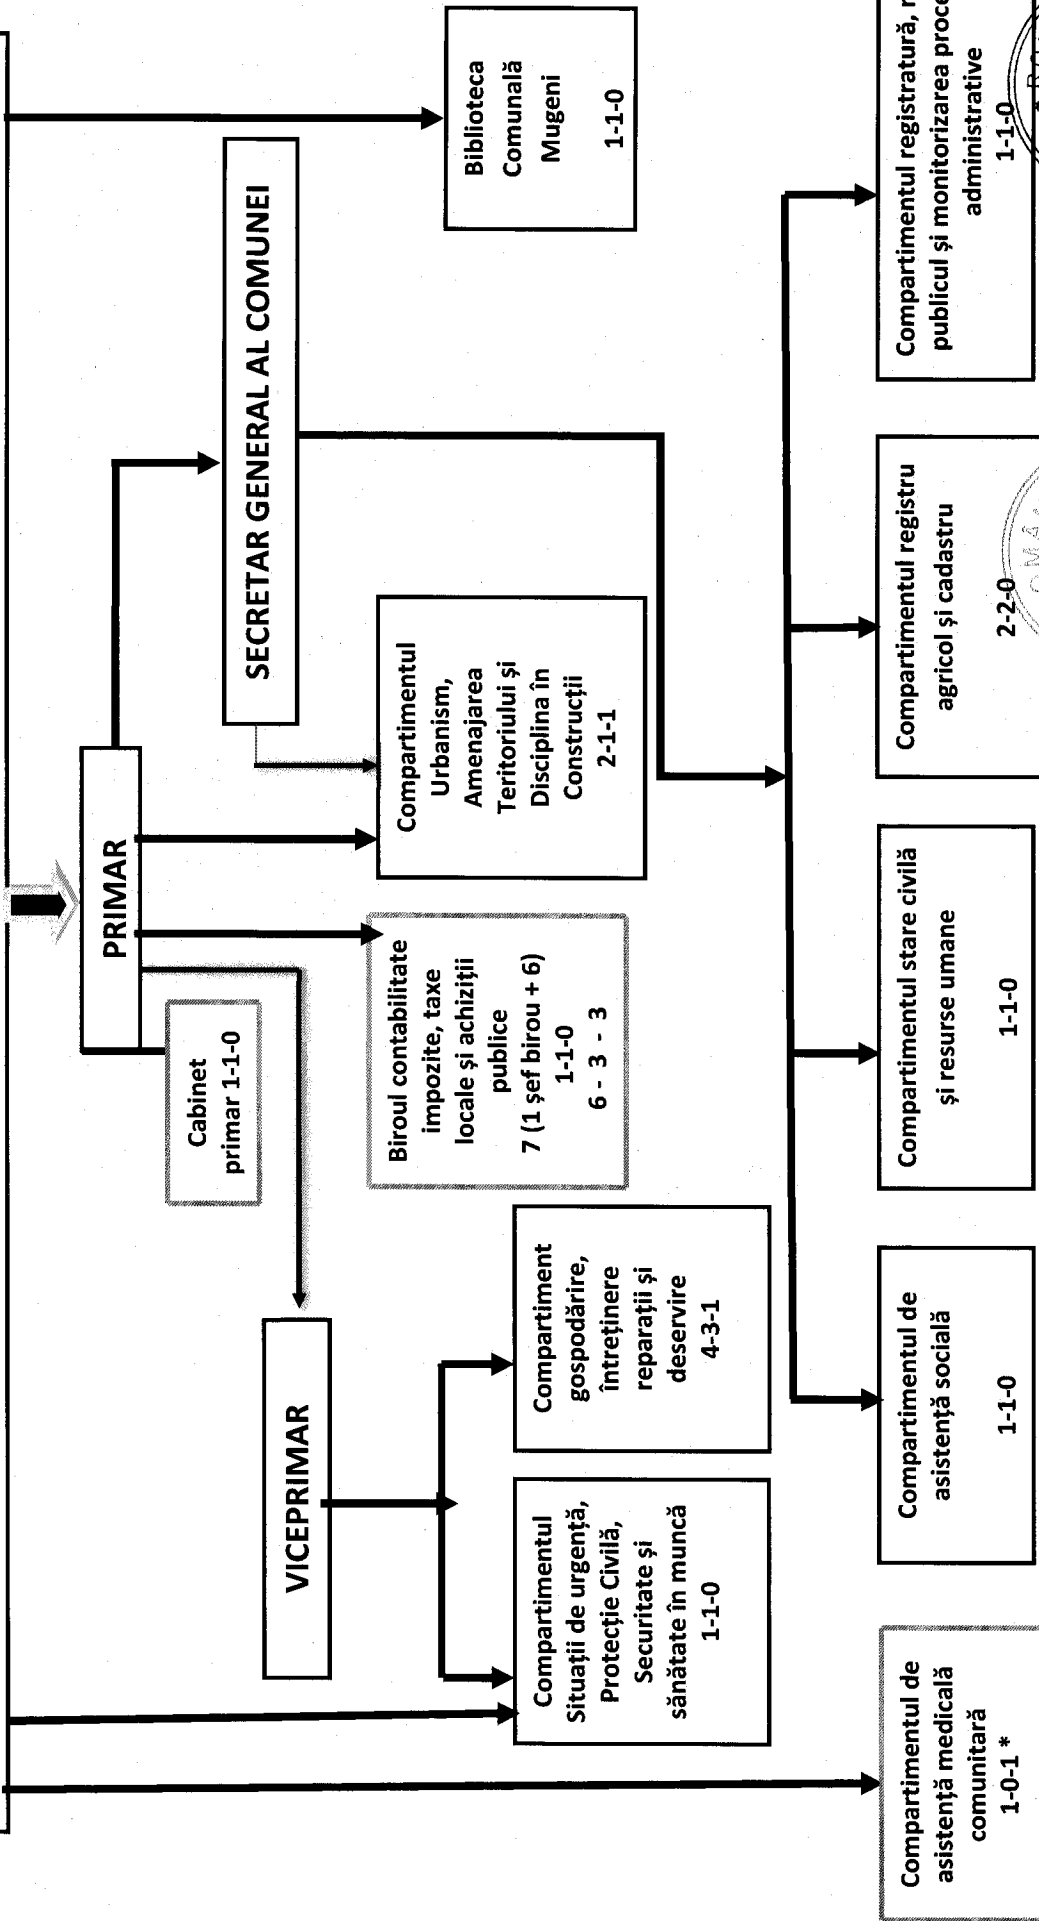 PRIMAR
Cabinet
primar 1-1-0
SECRETAR GENERAL AL COMUNEI
VICEPRIMAR
Compartimentul
Situații de urgență,
Protecție Civilă,
Securitate și
sănătate în muncă
1-1-0
Compartiment
gospodărire,
întreținere
reparații și
deservire
4-3-1
Biroul contabilitate
impozite, taxe
locale și achiziții
publice
7 (1 șef birou + 6)
1-1-0
6 - 3 - 3
Compartimentul
Urbanism,
Amenajarea
Teritoriului și
Disciplina în
Construcții
2-1-1
Biblioteca
Comunală
Mugeni
1-1-0
Compartimentul de
asistență medicală
comunitară
1-0-1 *
Compartimentul de
asistență socială
1-1-0
Compartimentul stare civilă
și resurse umane
1-1-0
Compartimentul registru
agricol și cadastru
2-2-0
Compartimentul registratură,
publicul și monitorizarea
administrative
1-1-0